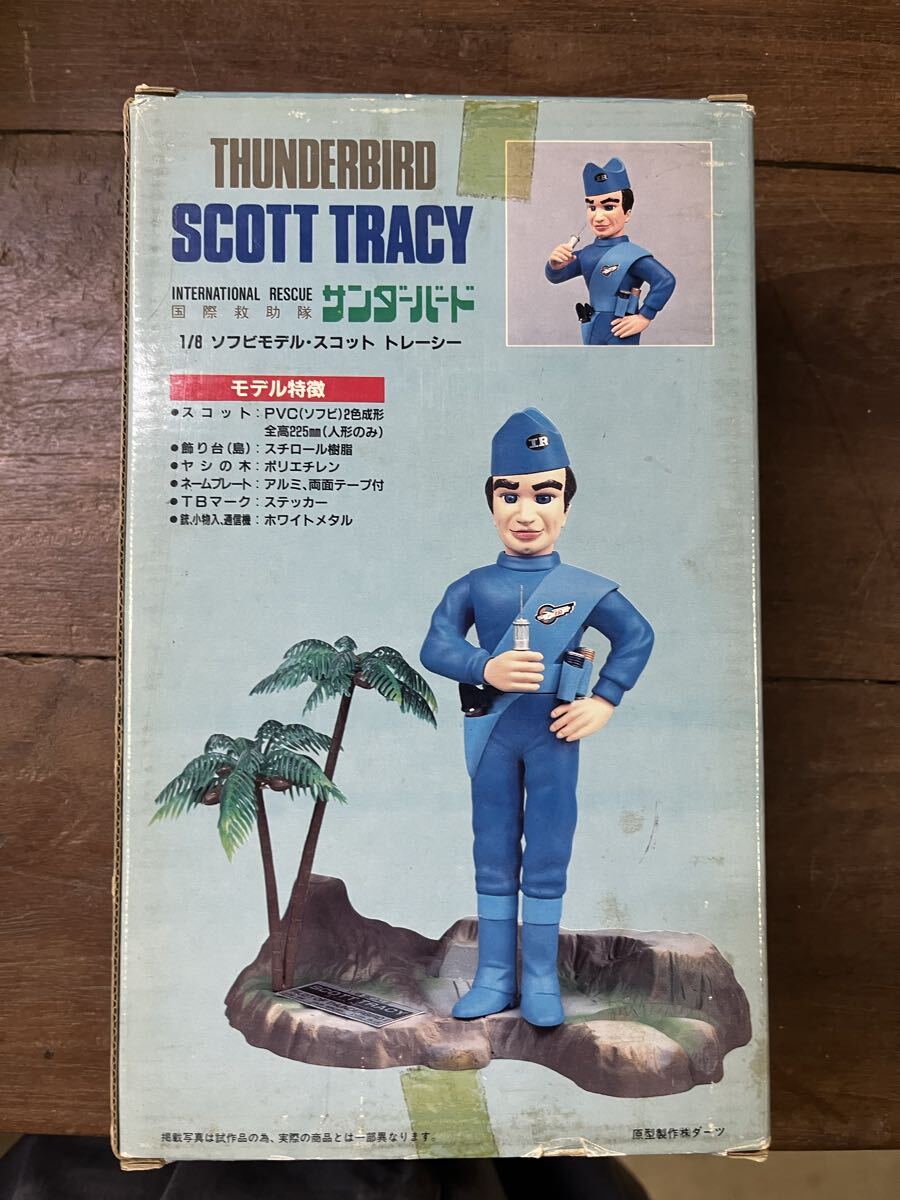 THUNDERBIRD
SCOTT TRACY
INTERNATIONAL RESCUE
国際救助隊
サンダーバード
1/8 ソフビモデル・スコット トレーシー
モデル特徴
●スコット：PVC(ソフビ)2色成形
全高225mm(人形のみ)
●飾り台(島)：スチロール樹脂
●ヤシの木：ポリエチレン
●ネームプレート：アルミ、両面テープ付
●TBマーク：ステッカー
●銃、小物入、通信機：ホワイトメタル
IR
SCOTT TRACY
掲載写真は試作品の為、実際の商品とは一部異なります。
原型製作㈱ダーツ